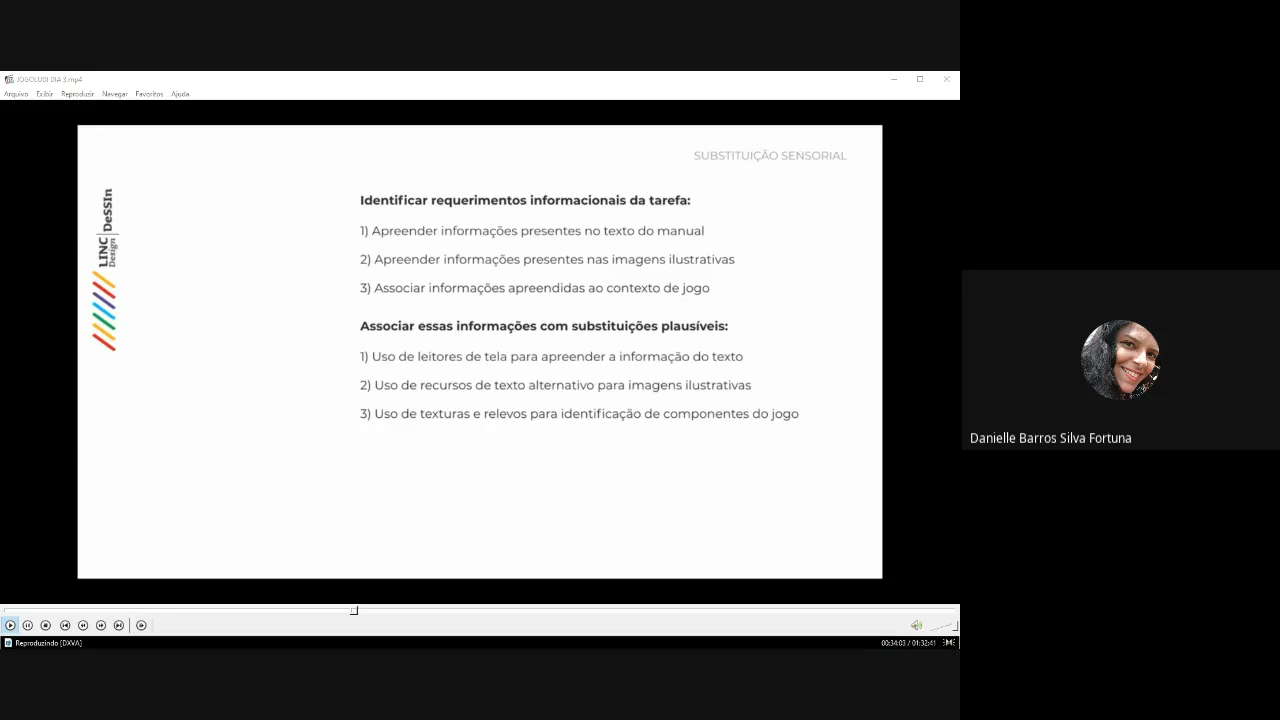 JOGOLUDI DIA 3.mp4
Arquivo Exibir Reproduzir Navegar Favoritos Ajuda
SUBSTITUIÇÃO SENSORIAL
LINC Design DeSSIn
Identificar requerimentos informacionais da tarefa:
1) Apreender informações presentes no texto do manual
2) Apreender informações presentes nas imagens ilustrativas
3) Associar informações apreendidas ao contexto de jogo
Associar essas informações com substituições plausíveis:
1) Uso de leitores de tela para apreender a informação do texto
2) Uso de recursos de texto alternativo para imagens ilustrativas
3) Uso de texturas e relevos para identificação de componentes do jogo
Danielle Barros Silva Fortuna
Reproduzindo [DXVA]
00:34:03 / 01:32:41